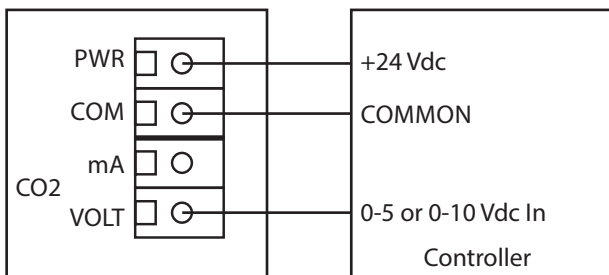 PWR
+24 Vdc
COM
COMMON
mA
CO2
VOLT
0-5 or 0-10 Vdc In
Controller